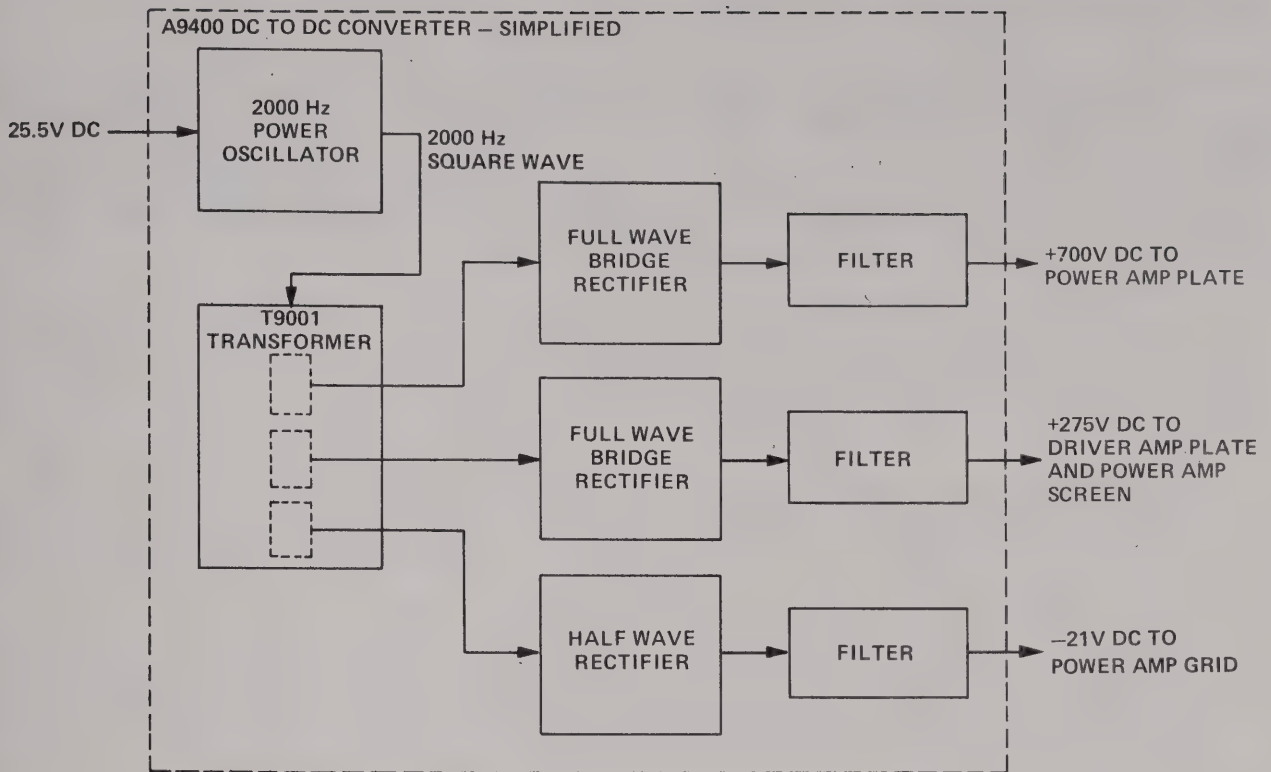 A9400 DC TO DC CONVERTER – SIMPLIFIED
25.5V DC
2000 Hz
POWER
OSCILLATOR
2000 Hz
SQUARE WAVE
T9001
TRANSFORMER
FULL WAVE
BRIDGE
RECTIFIER
FILTER
+700V DC TO
POWER AMP PLATE
FULL WAVE
BRIDGE
RECTIFIER
FILTER
+275V DC TO
DRIVER AMP PLATE
AND POWER AMP
SCREEN
HALF WAVE
RECTIFIER
FILTER
–21V DC TO
POWER AMP GRID